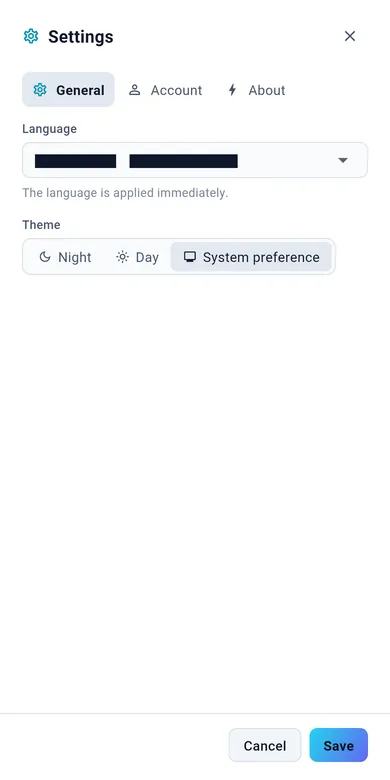 Settings
General Account About
Language
The language is applied immediately.
Theme
Night Day System preference
Cancel Save